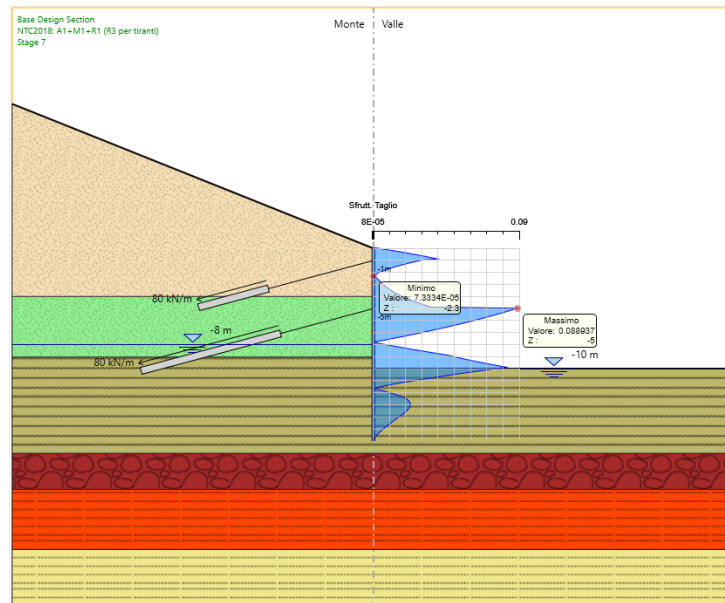 Base Design Section
NTC2018: A1+M1+R1 (R3 per tiranti)
Stage 7
Monte
Valle
Sfrutt. Taglio
8E-05
0.09
-1m
Minimo
Valore: 7.3334E-05
Z : -2.3
80 kN/m
-5m
Massimo
Valore: 0.088937
Z : -5
-8 m
80 kN/m
-10 m